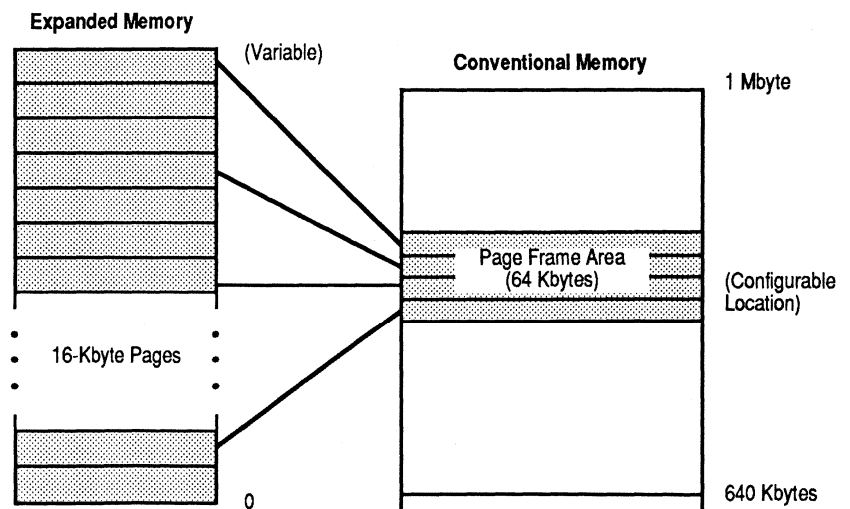 Expanded Memory
(Variable)
Conventional Memory
1 Mbyte
Page Frame Area
(64 Kbytes)
(Configurable
Location)
16-Kbyte Pages
0
640 Kbytes